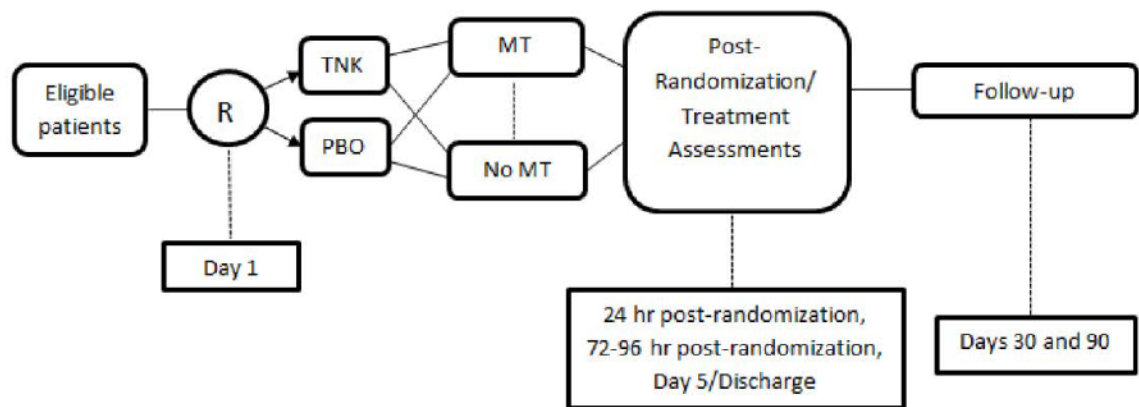 Eligible
patients
R
TNK
PBO
MT
No MT
Post-
Randomization/
Treatment
Assessments
Follow-up
Day 1
24 hr post-randomization,
72-96 hr post-randomization,
Day 5/Discharge
Days 30 and 90